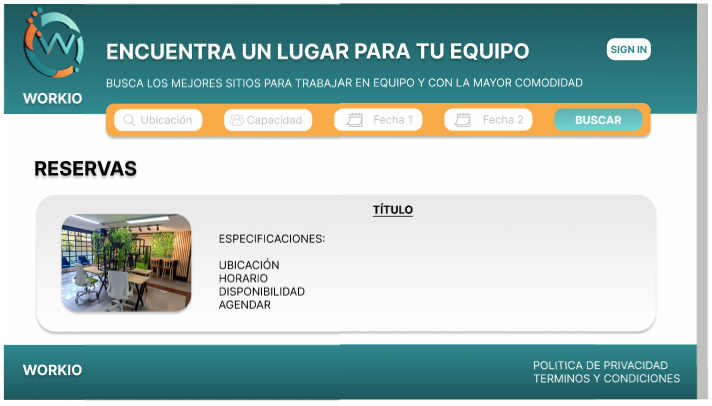 ENCUENTRA UN LUGAR PARA TU EQUIPO
SIGN IN
BUSCA LOS MEJORES SITIOS PARA TRABAJAR EN EQUIPO Y CON LA MAYOR COMODIDAD
WORKIO
Ubicación
Capacidad
Fecha 1
Fecha 2
BUSCAR
RESERVAS
TÍTULO
ESPECIFICACIONES:
UBICACIÓN
HORARIO
DISPONIBILIDAD
AGENDAR
WORKIO
POLITICA DE PRIVACIDAD
TERMINOS Y CONDICIONES